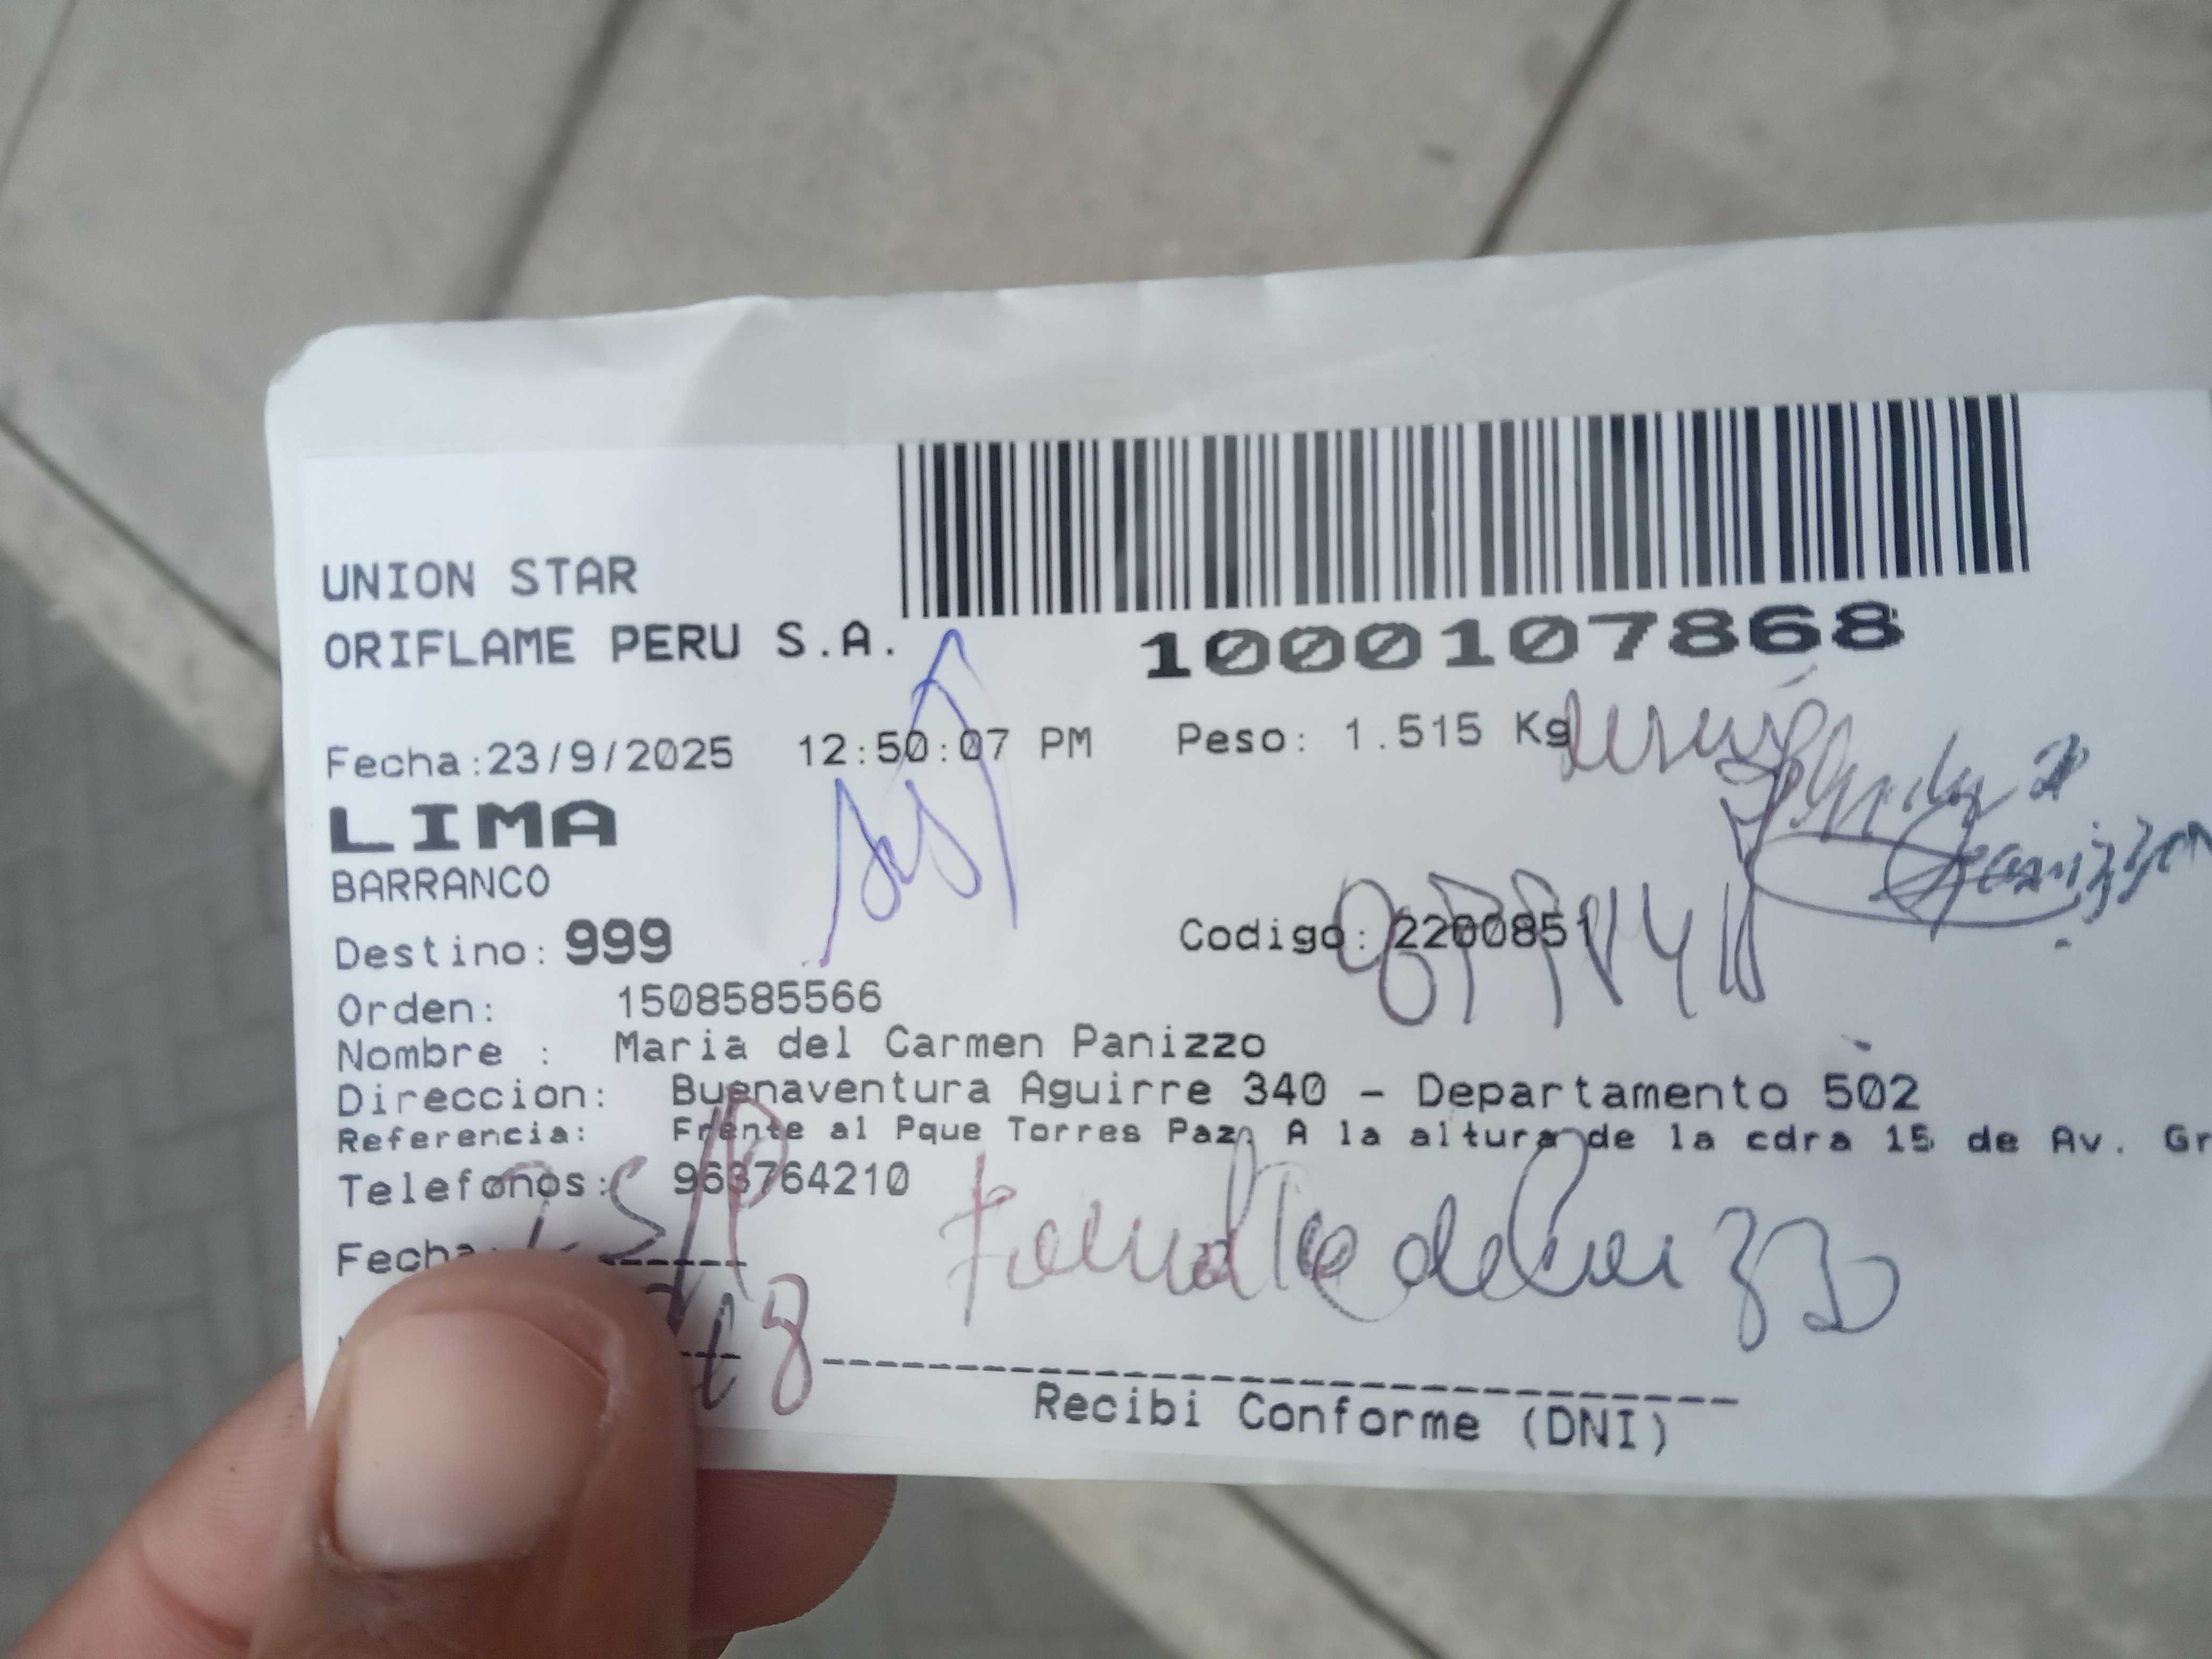 UNION STAR
ORIFLAME PERU S.A.
1000107868
Fecha:23/9/2025 12:50:07 PM Peso: 1.515 Kg
LIMA
BARRANCO
Destino: 999 Codigo: 2200851
Orden: 1508585566
Nombre : Maria del Carmen Panizzo
Direccion: Buenaventura Aguirre 340 - Departamento 502
Referencia: Frente al Pque Torres Paz. A la altura de la cdra 15 de Av. Gr
Telefonos: 963764210
Fecha:
Recibi Conforme (DNI)